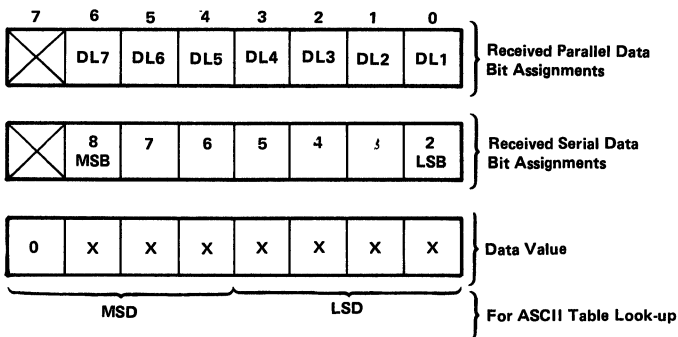 7 6 5 4 3 2 1 0
DL7 DL6 DL5 DL4 DL3 DL2 DL1
Received Parallel Data
Bit Assignments
8 7 6 5 4 3 2
MSB LSB
Received Serial Data
Bit Assignments
0 X X X X X X X
Data Value
MSD LSD
For ASCII Table Look-up